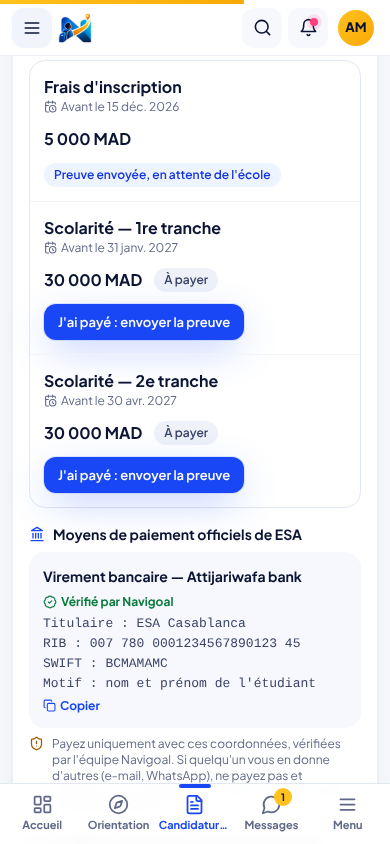 AM
Frais d'inscription
Avant le 15 déc. 2026
5 000 MAD
Preuve envoyée, en attente de l'école
Scolarité — 1re tranche
Avant le 31 janv. 2027
30 000 MAD À payer
J'ai payé : envoyer la preuve
Scolarité — 2e tranche
Avant le 30 avr. 2027
30 000 MAD À payer
J'ai payé : envoyer la preuve
Moyens de paiement officiels de ESA
Virement bancaire — Attijariwafa bank
Vérifié par Navigoal
Titulaire : ESA Casablanca
RIB : 007 780 0001234567890123 45
SWIFT : BCMAMAMC
Motif : nom et prénom de l'étudiant
Copier
Payez uniquement avec ces coordonnées, vérifiées
par l'équipe Navigoal. Si quelqu'un vous en donne
d'autres (e-mail, WhatsApp), ne payez pas et
1
Accueil Orientation Candidatur… Messages Menu